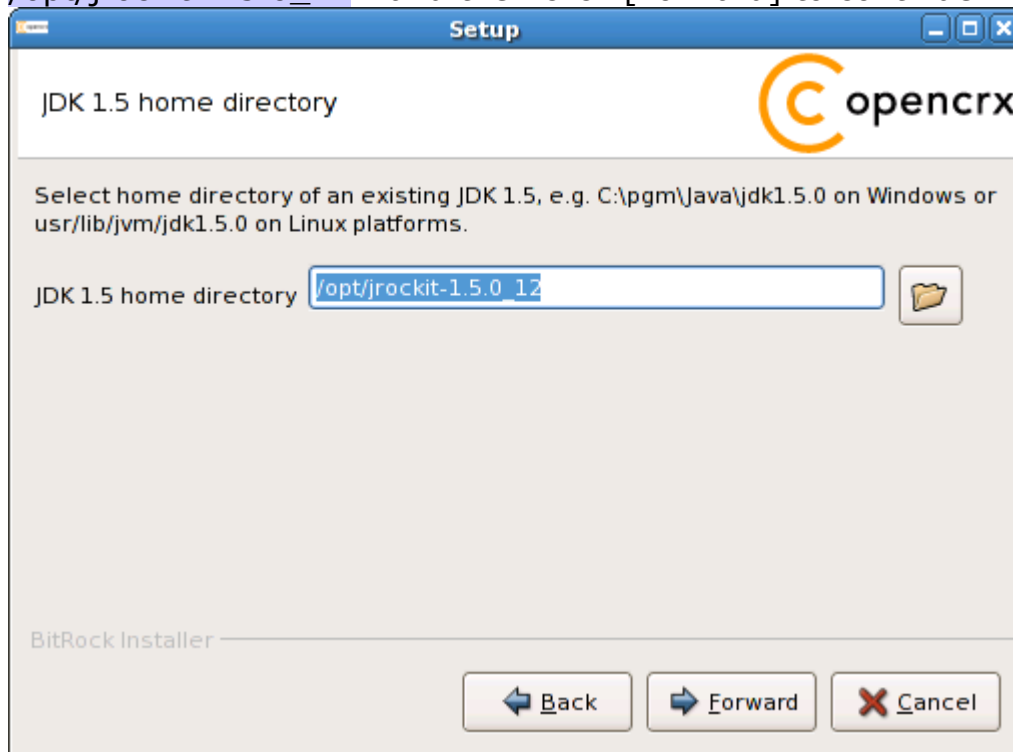 Setup
JDK 1.5 home directory
opencrx
Select home directory of an existing JDK 1.5, e.g. C:\pgm\Java\jdk1.5.0 on Windows or
usr/lib/jvm/jdk1.5.0 on Linux platforms.
JDK 1.5 home directory /opt/jrockit-1.5.0_12
BitRock Installer
Back Forward Cancel